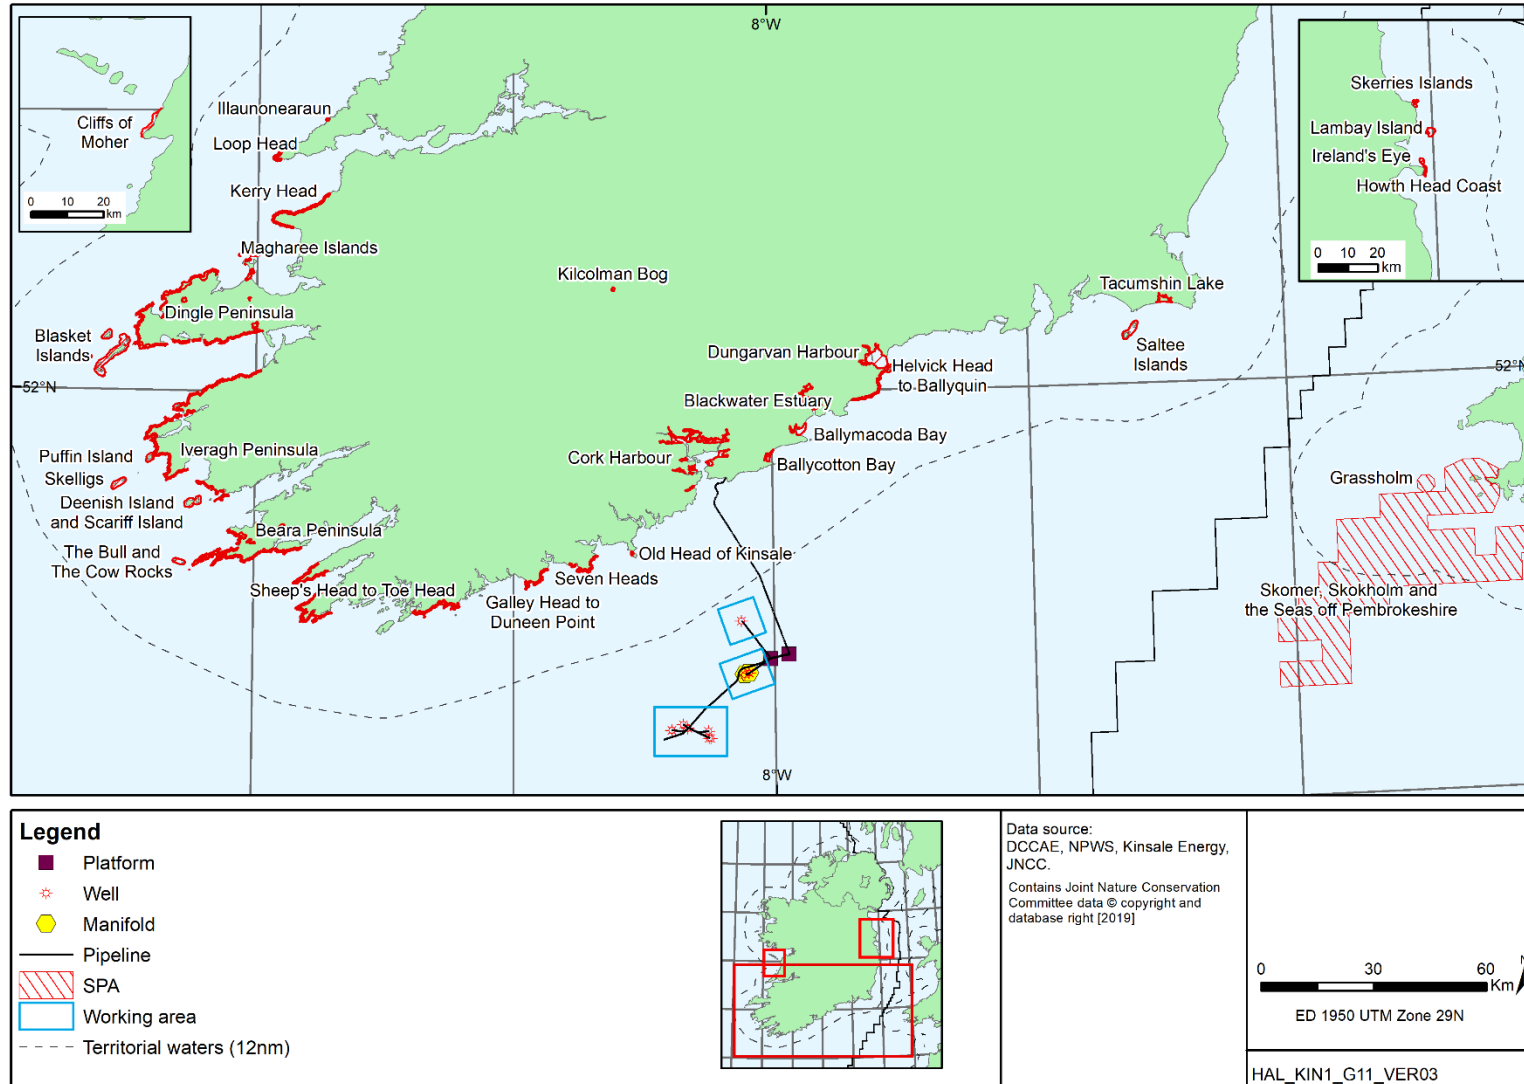 8°W
Cliffs of
Moher
0 10 20
km
Illaunonearaun
Loop Head
Kerry Head
Magharee Islands
Dingle Peninsula
Blasket
Islands
52°N
Kilcolman Bog
Skerries Islands
Lambay Island
Ireland's Eye
Howth Head Coast
0 10 20
km
Tacumshin Lake
Saltee
Islands
Dungarvan Harbour
Helvick Head
to Ballyquin
52°N
Blackwater Estuary
Ballymacoda Bay
Cork Harbour
Ballycotton Bay
Puffin Island
Iveragh Peninsula
Skelligs
Deenish Island
and Scariff Island
Beara Peninsula
The Bull and
The Cow Rocks
Sheep's Head to Toe Head
Old Head of Kinsale
Seven Heads
Galley Head to
Duneen Point
Grassholm
Skomer, Skokholm and
the Seas off Pembrokeshire
8°W
Legend
Platform
Well
Manifold
Pipeline
SPA
Working area
Territorial waters (12nm)
Data source:
DCCAE, NPWS, Kinsale Energy,
JNCC.
Contains Joint Nature Conservation
Committee data © copyright and
database right [2019]
N
0 30 60
Km
ED 1950 UTM Zone 29N
HAL_KIN1_G11_VER03